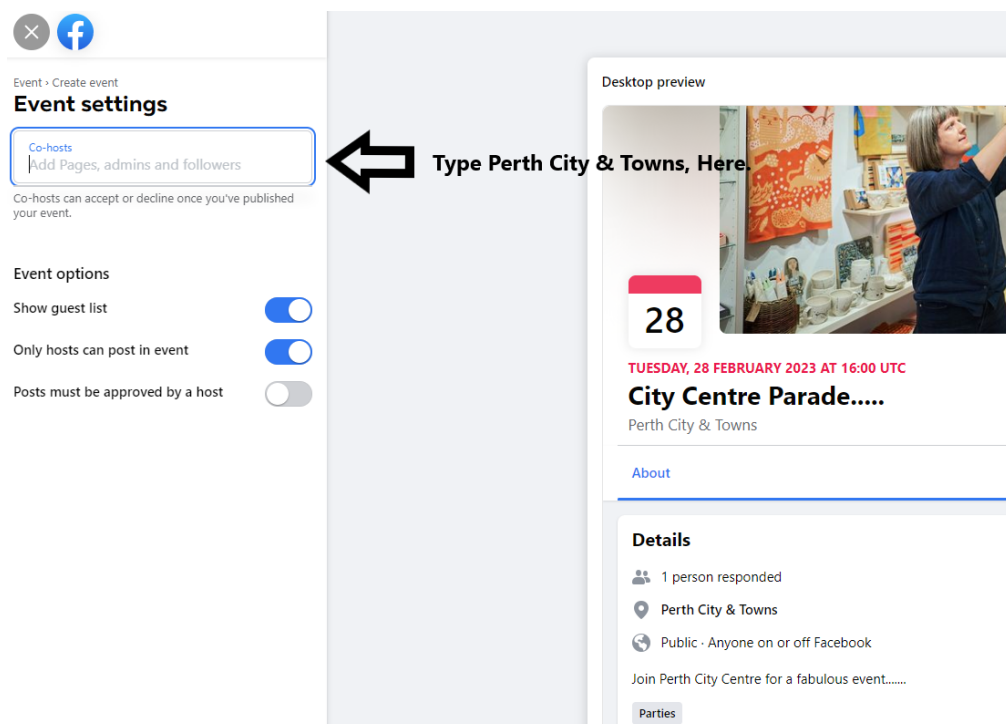 Event › Create event
Event settings
Co-hosts
Add Pages, admins and followers
Co-hosts can accept or decline once you've published
your event.
Event options
Show guest list
Only hosts can post in event
Posts must be approved by a host
Type Perth City & Towns, Here.
Desktop preview
28
TUESDAY, 28 FEBRUARY 2023 AT 16:00 UTC
City Centre Parade.....
Perth City & Towns
About
Details
1 person responded
Perth City & Towns
Public · Anyone on or off Facebook
Join Perth City Centre for a fabulous event.......
Parties